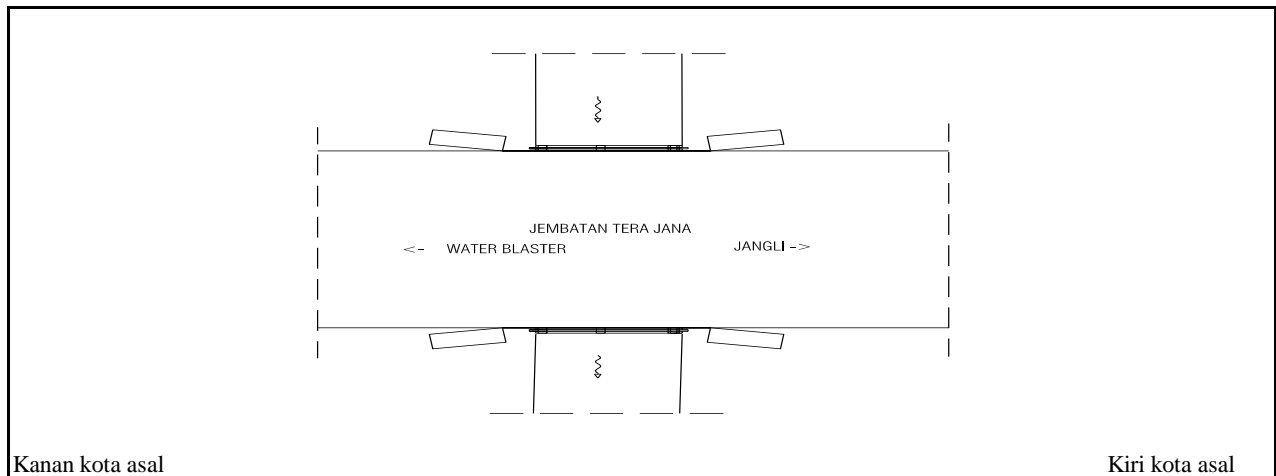 JEMBATAN TERA JANA
<- WATER BLASTER JANGLI ->
Kanan kota asal Kiri kota asal